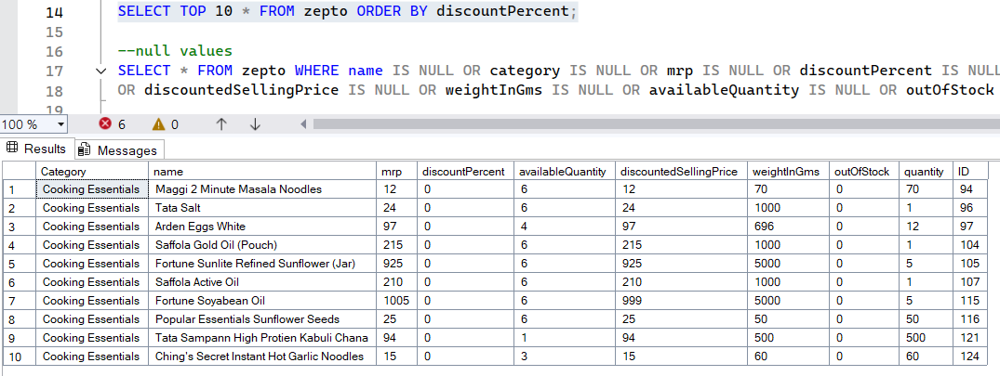 14 SELECT TOP 10 * FROM zepto ORDER BY discountPercent;
15
16 --null values
17 SELECT * FROM zepto WHERE name IS NULL OR category IS NULL OR mrp IS NULL OR discountPercent IS NULL
18 OR discountedSellingPrice IS NULL OR weightInGms IS NULL OR availableQuantity IS NULL OR outOfStock
19
100 % 6 0
Results Messages
Category name mrp discountPercent availableQuantity discountedSellingPrice weightInGms outOfStock quantity ID
1 Cooking Essentials Maggi 2 Minute Masala Noodles 12 0 6 12 70 0 70 94
2 Cooking Essentials Tata Salt 24 0 6 24 1000 0 1 96
3 Cooking Essentials Arden Eggs White 97 0 4 97 696 0 12 97
4 Cooking Essentials Saffola Gold Oil (Pouch) 215 0 6 215 1000 0 1 104
5 Cooking Essentials Fortune Sunlite Refined Sunflower (Jar) 925 0 6 925 5000 0 5 105
6 Cooking Essentials Saffola Active Oil 210 0 6 210 1000 0 1 107
7 Cooking Essentials Fortune Soyabean Oil 1005 0 6 999 5000 0 5 115
8 Cooking Essentials Popular Essentials Sunflower Seeds 25 0 6 25 50 0 50 116
9 Cooking Essentials Tata Sampann High Protien Kabuli Chana 94 0 1 94 500 0 500 121
10 Cooking Essentials Ching's Secret Instant Hot Garlic Noodles 15 0 3 15 60 0 60 124